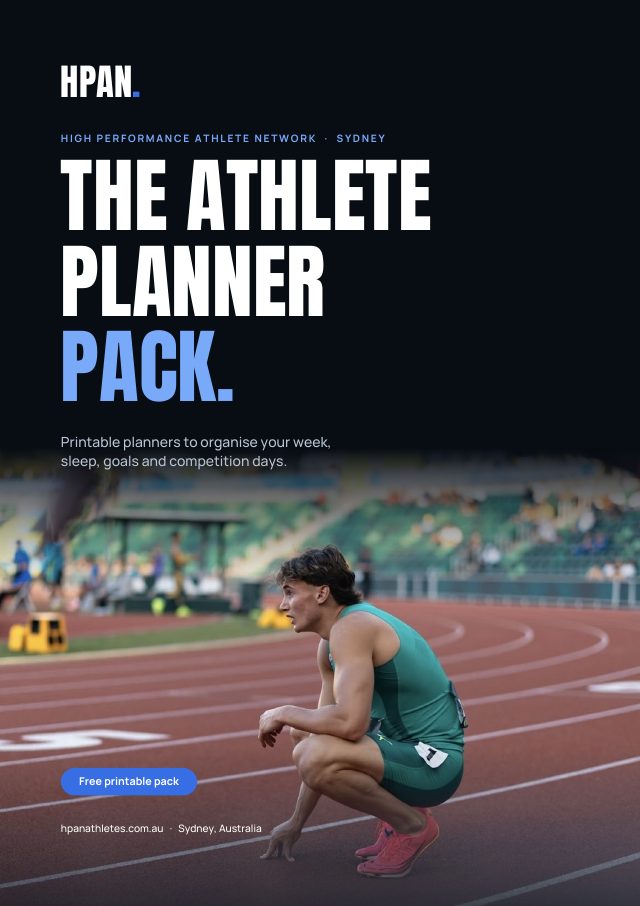 HPAN.
HIGH PERFORMANCE ATHLETE NETWORK · SYDNEY
THE ATHLETE
PLANNER
PACK.
Printable planners to organise your week,
sleep, goals and competition days.
Free printable pack
hpanathletes.com.au · Sydney, Australia